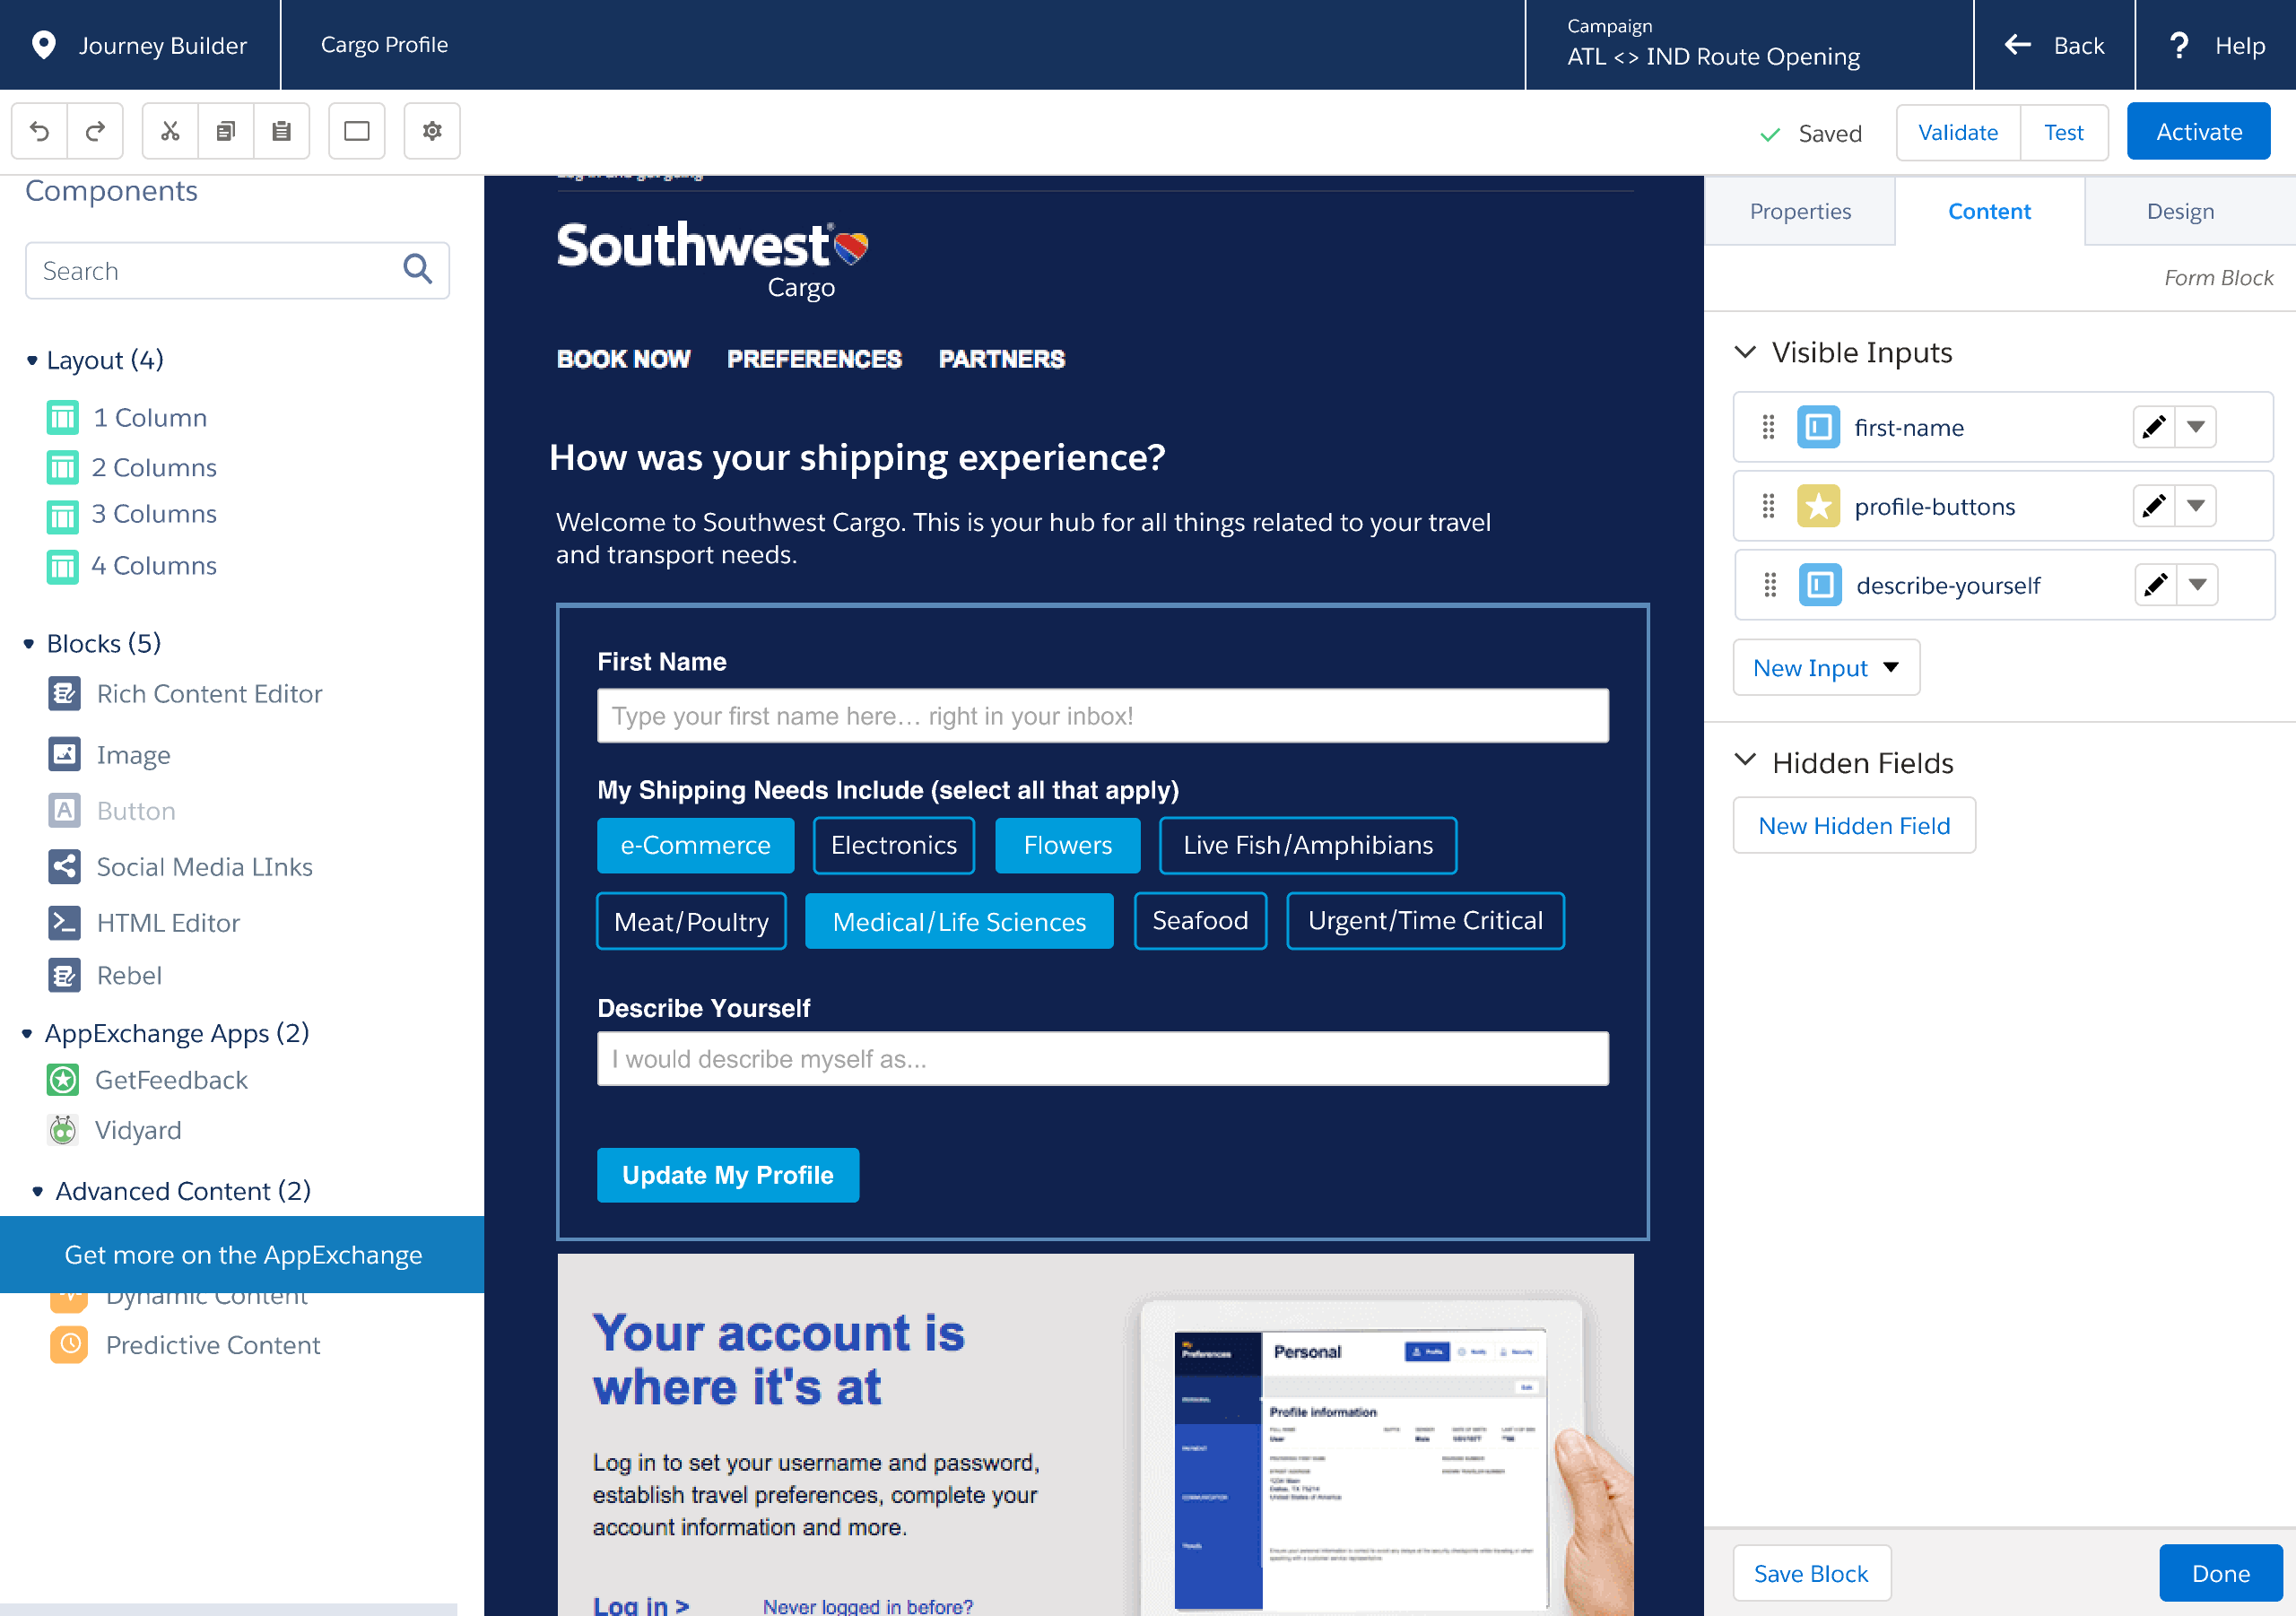 Journey Builder
Cargo Profile
Campaign
ATL <> IND Route Opening
Back
Help
Saved
Validate
Test
Activate
Components
Search
Layout (4)
1 Column
2 Columns
3 Columns
4 Columns
Blocks (5)
Rich Content Editor
Image
Button
Social Media LInks
HTML Editor
Rebel
AppExchange Apps (2)
GetFeedback
Vidyard
Advanced Content (2)
Get more on the AppExchange
Dynamic Content
Predictive Content
Southwest®
Cargo
BOOK NOW PREFERENCES PARTNERS
How was your shipping experience?
Welcome to Southwest Cargo. This is your hub for all things related to your travel
and transport needs.
First Name
Type your first name here... right in your inbox!
My Shipping Needs Include (select all that apply)
e-Commerce Electronics Flowers Live Fish/Amphibians
Meat/Poultry Medical/Life Sciences Seafood Urgent/Time Critical
Describe Yourself
I would describe myself as...
Update My Profile
Your account is
where it's at
Log in to set your username and password,
establish travel preferences, complete your
account information and more.
Log in >
Never logged in before?
Preferences
Personal
Profile
Security
Edit
Profile information
Properties
Content
Design
Form Block
Visible Inputs
first-name
profile-buttons
describe-yourself
New Input
Hidden Fields
New Hidden Field
Save Block
Done